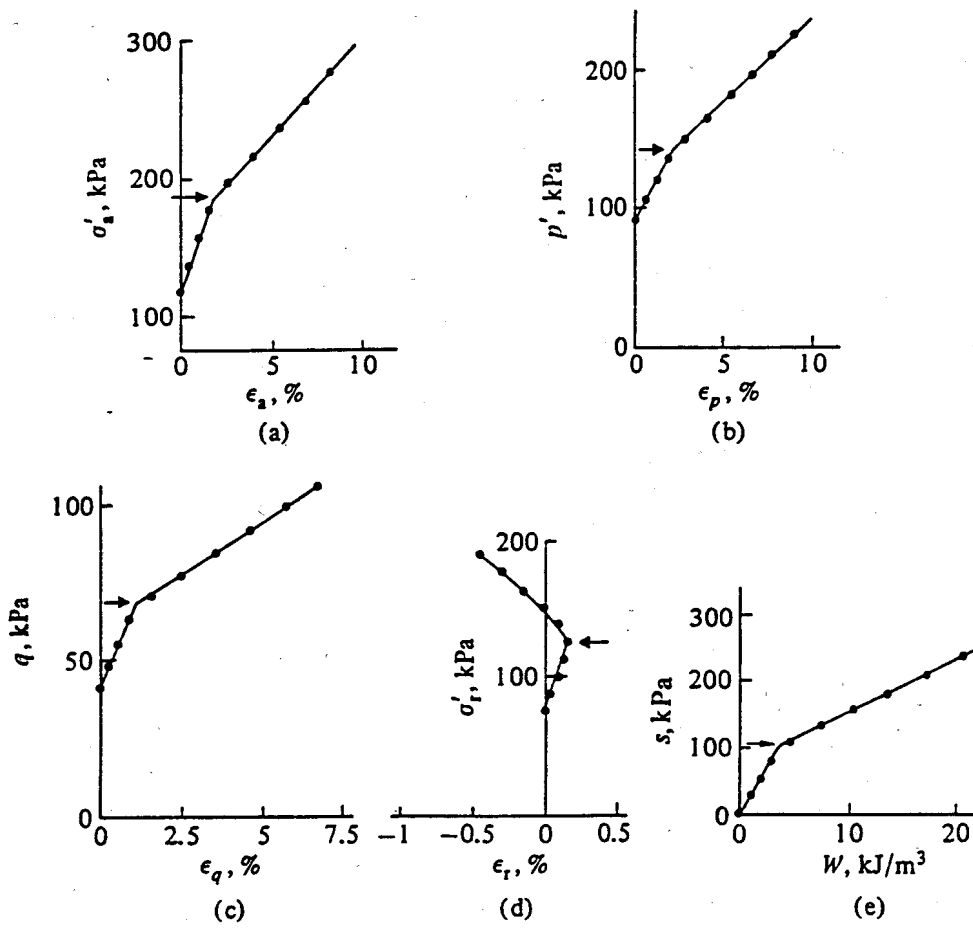 300
200
100
σ′a, kPa
0 5 10
ϵa, %
(a)
200
100
0
p′, kPa
0 5 10
ϵp, %
(b)
100
50
0
q, kPa
0 2.5 5 7.5
ϵq, %
(c)
200
100
σ′r, kPa
−1 −0.5 0 0.5
ϵr, %
(d)
300
200
100
0
s, kPa
0 10 20
W, kJ/m³
(e)